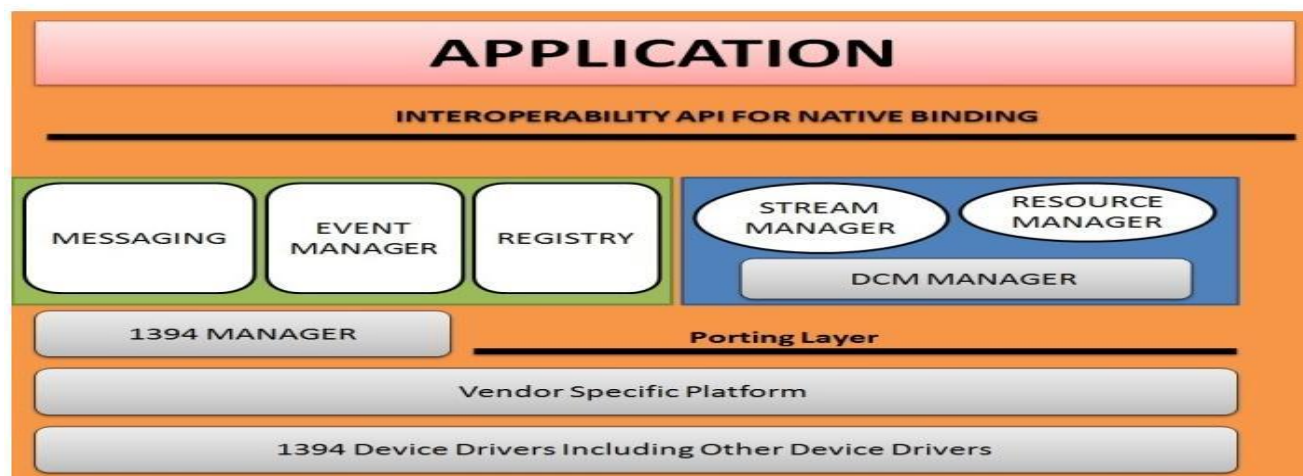 APPLICATION
INTEROPERABILITY API FOR NATIVE BINDING
MESSAGING
EVENT
MANAGER
REGISTRY
STREAM
MANAGER
RESOURCE
MANAGER
DCM MANAGER
1394 MANAGER
Porting Layer
Vendor Specific Platform
1394 Device Drivers Including Other Device Drivers